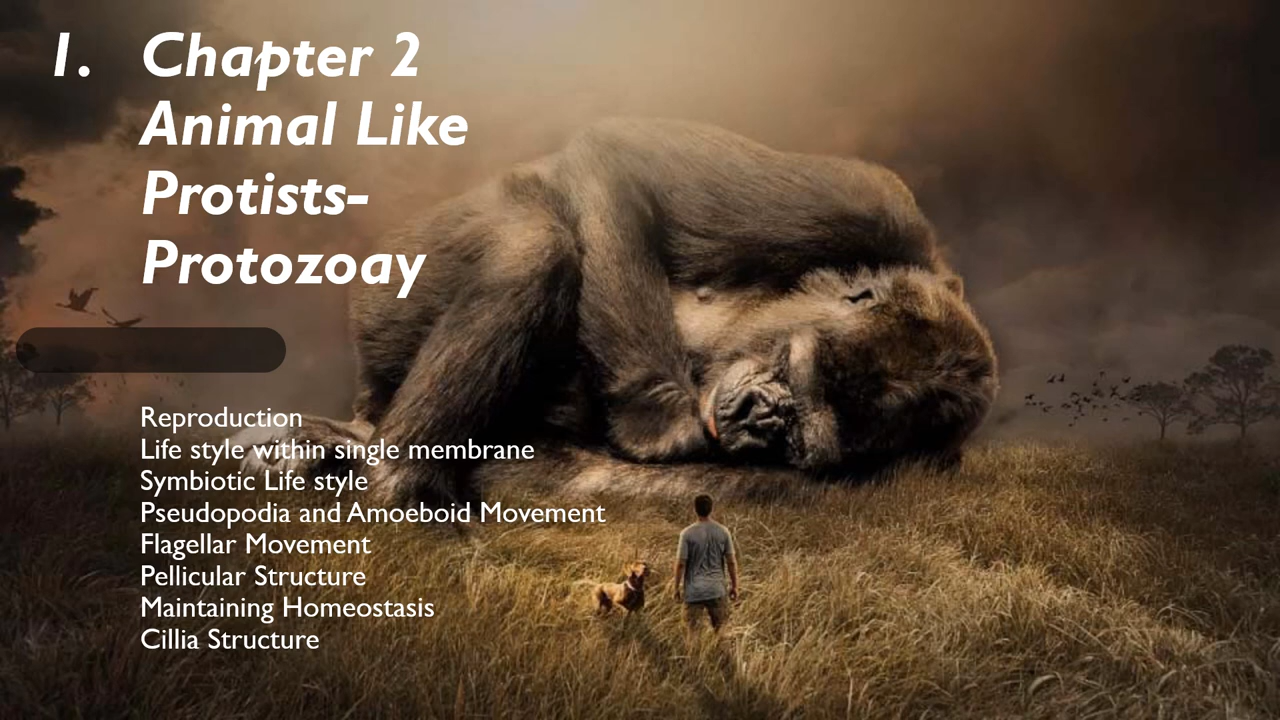 1. Chapter 2
Animal Like
Protists-
Protozoay
Reproduction
Life style within single membrane
Symbiotic Life style
Pseudopodia and Amoeboid Movement
Flagellar Movement
Pellicular Structure
Maintaining Homeostasis
Cillia Structure